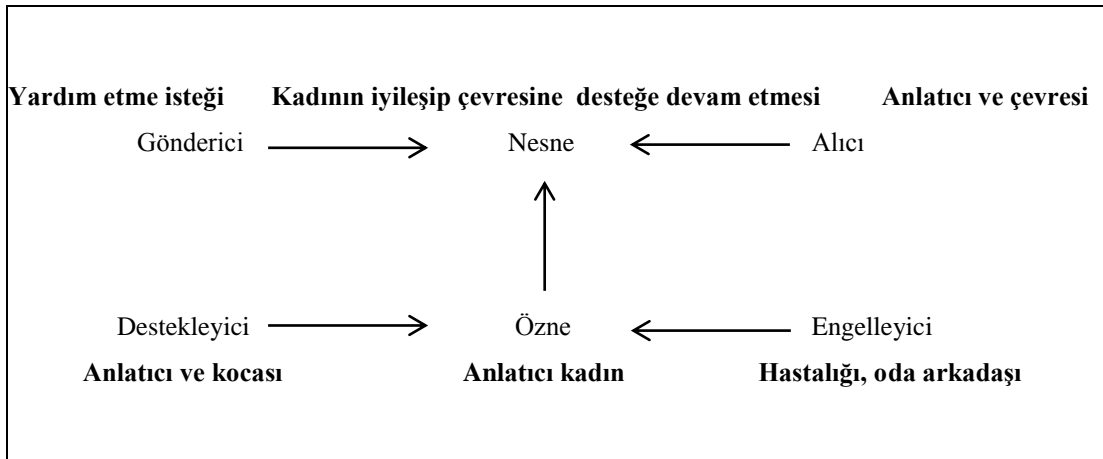 Yardım etme isteği Kadının iyileşip çevresine desteğe devam etmesi Anlatıcı ve çevresi
Gönderici Nesne Alıcı
Destekleyici Özne Engelleyici
Anlatıcı ve kocası Anlatıcı kadın Hastalığı, oda arkadaşı